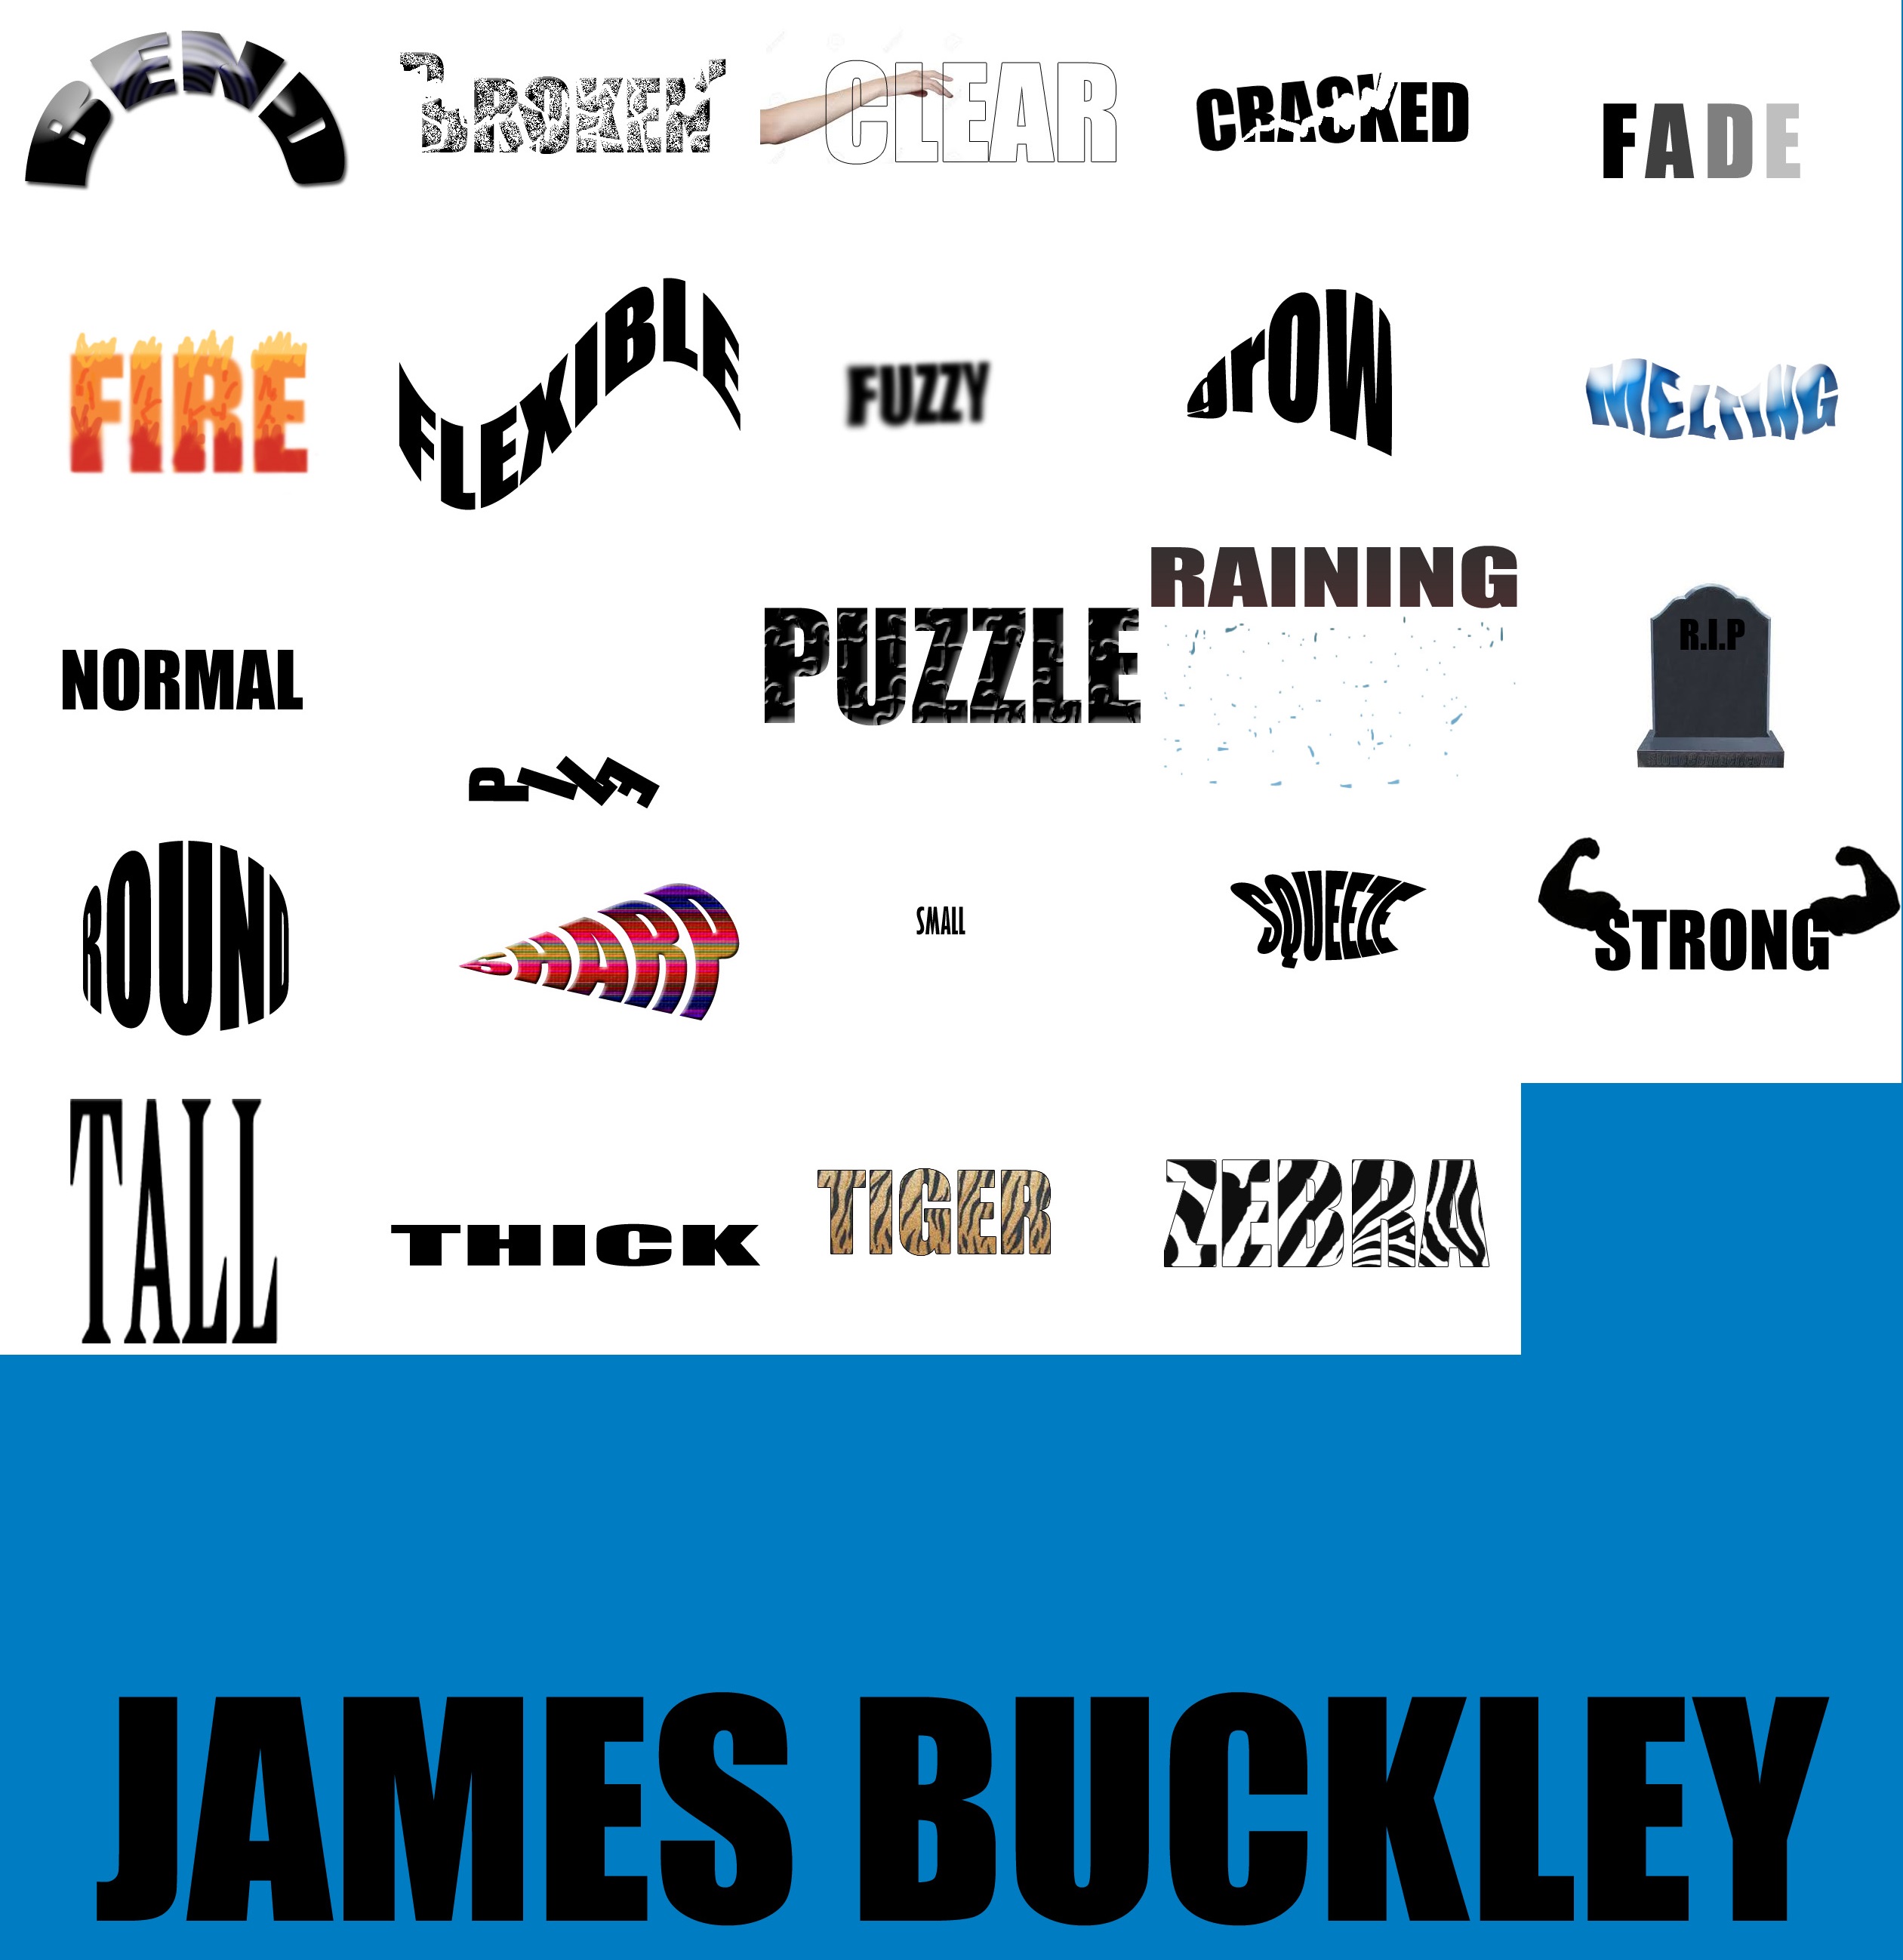 BEND
BROKEN
CLEAR
CRACKED
FADE
FIRE
FLEXIBLE
FUZZY
grOW
MELTING
NORMAL
PILE
PUZZLE
RAINING
R.I.P
ROUND
SHARP
SMALL
SQUEEZE
STRONG
TALL
THICK
TIGER
ZEBRA
JAMES BUCKLEY